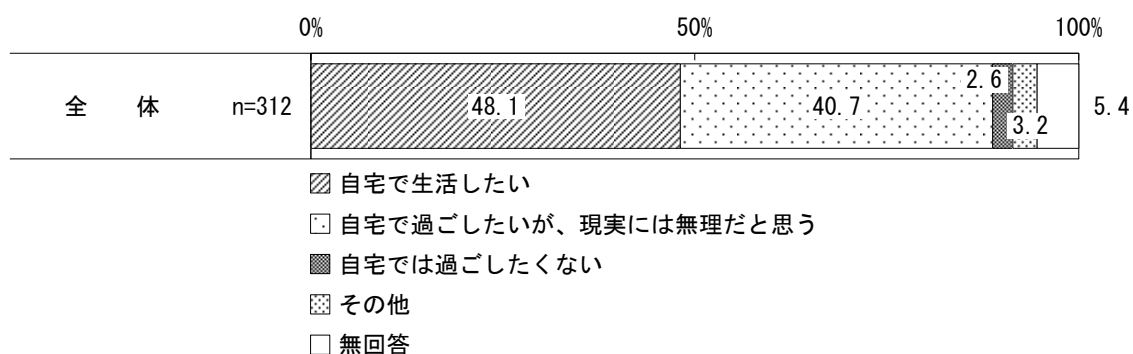 0% 50% 100%
2.6
全 体 n=312 48.1 40.7 5.4
3.2
自宅で生活したい
自宅で過ごしたいが、現実には無理だと思う
自宅では過ごしたくない
その他
無回答